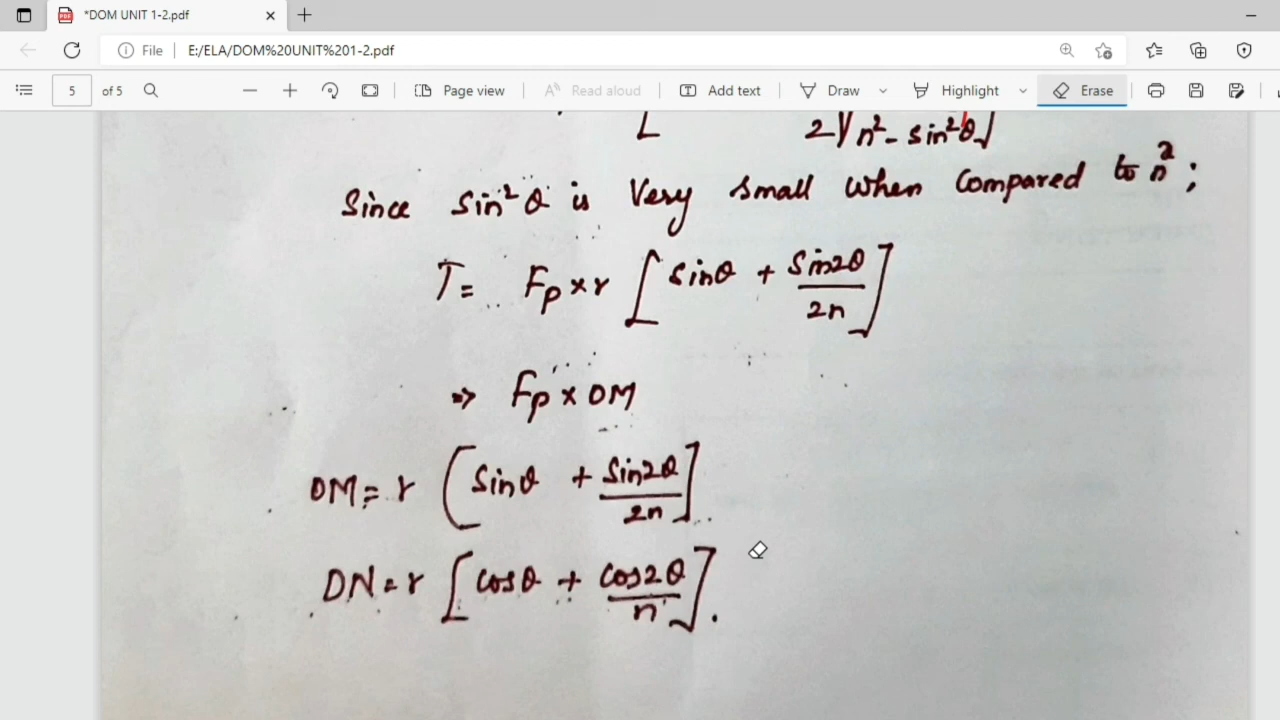 *DOM UNIT 1-2.pdf
File | E:/ELA/DOM%20UNIT%201-2.pdf
5 of 5 Page view Read aloud Add text Draw Highlight Erase
2√n² - sin²θ]
Since sin²θ is Very small when compared to n²;
T = Fp × r [sinθ + sin2θ/2n]
⇒ Fp × OM
OM = r (sinθ + sin2θ/2n]
DN = r [cosθ + cos2θ/n].